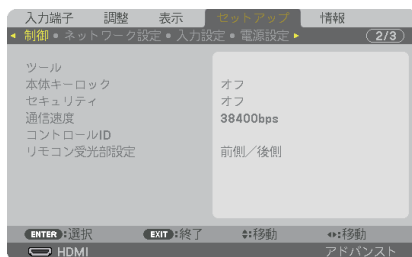 入力端子 調整 表示 セットアップ 情報
制御 • ネットワーク設定 • 入力設定 • 電源設定 (2/3)
ツール
本体キーロック オフ
セキュリティ オフ
通信速度 38400bps
コントロールID
リモコン受光部設定 前側／後側
ENTER:選択 EXIT:終了 :移動 :移動
HDMI アドバンスト